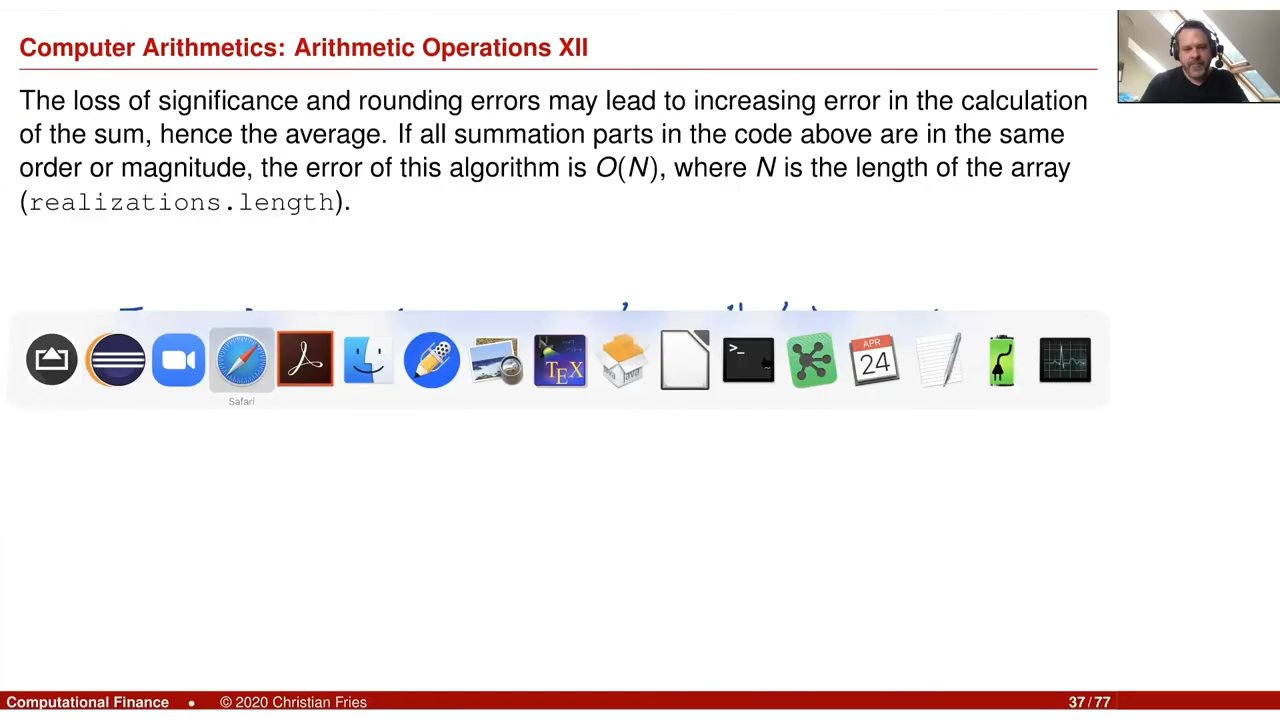 Computer Arithmetics: Arithmetic Operations XII
The loss of significance and rounding errors may lead to increasing error in the calculation
of the sum, hence the average. If all summation parts in the code above are in the same
order or magnitude, the error of this algorithm is O(N), where N is the length of the array
(realizations.length).
TEX
java
>_
APR
24
Safari
Computational Finance • © 2020 Christian Fries 37/77